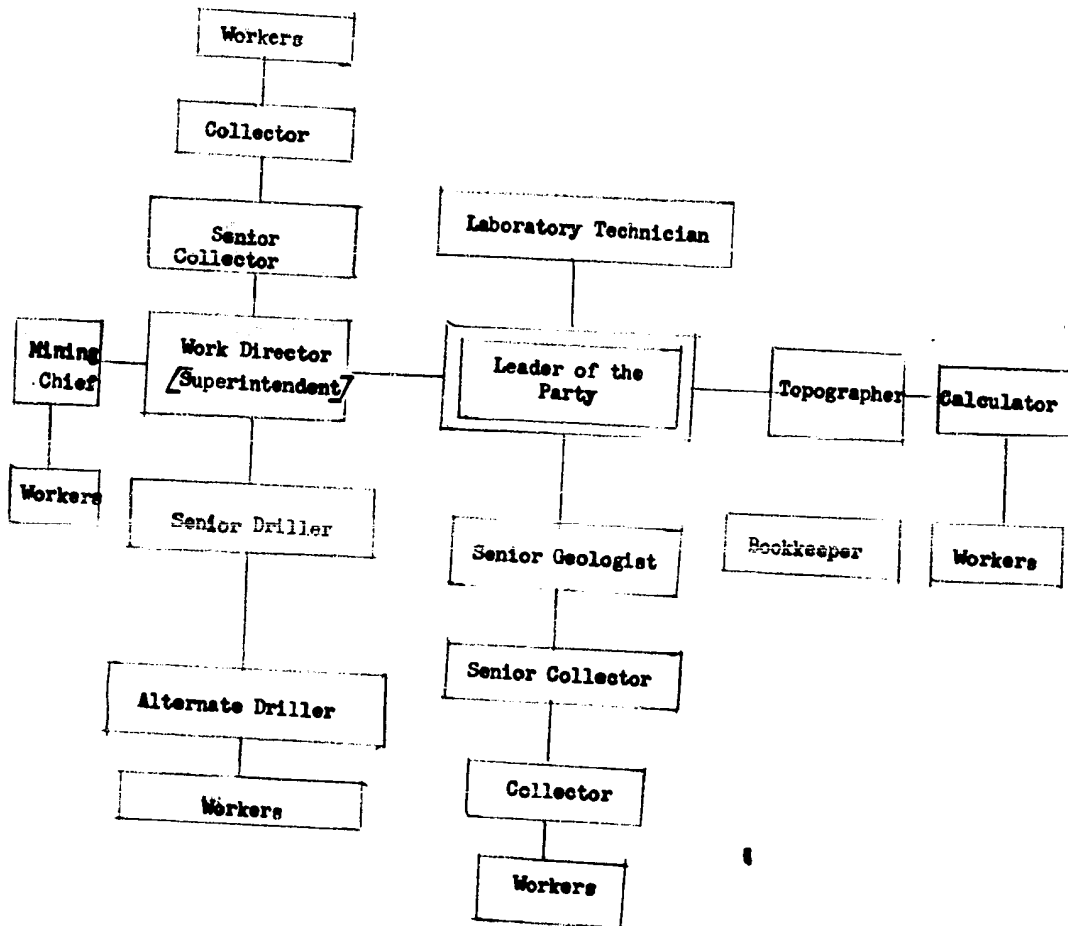 Workers
Collector
Senior
Collector
Laboratory Technician
Mining
Chief
Work Director
[Superintendent]
Leader of the
Party
Topographer
Calculator
Workers
Senior Driller
Senior Geologist
Bookkeeper
Workers
Senior Collector
Alternate Driller
Collector
Workers
Workers